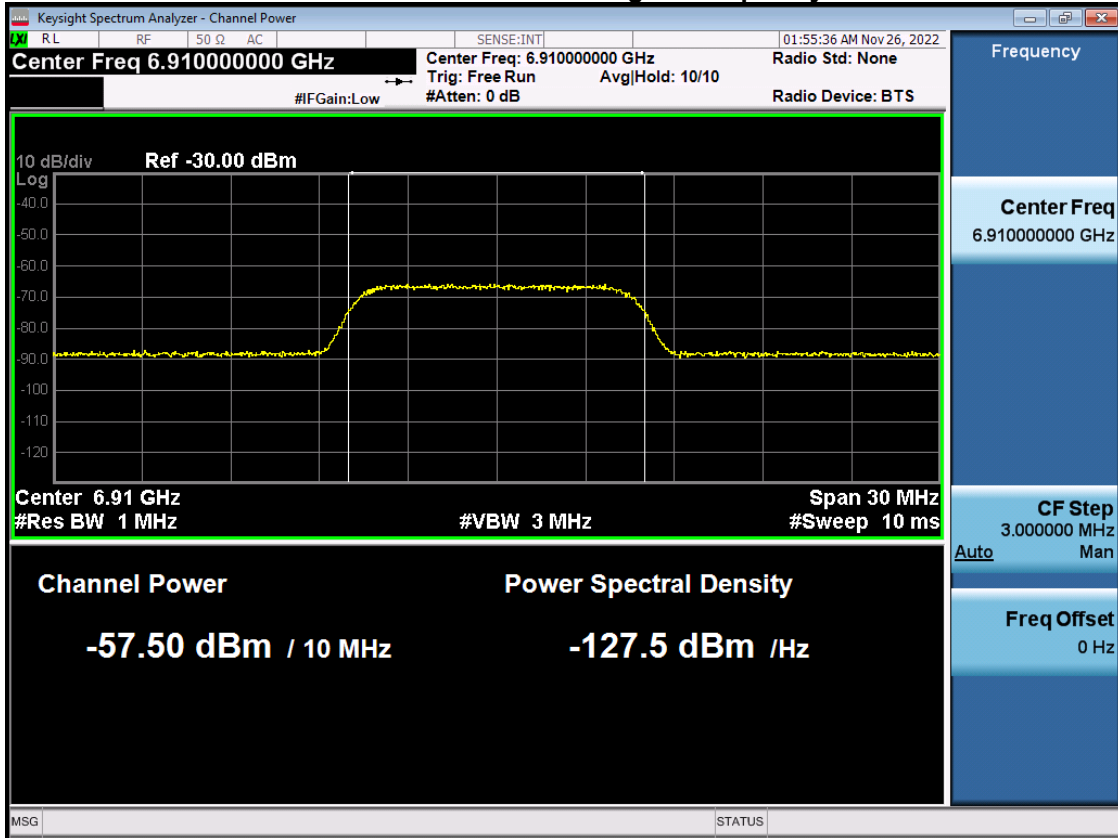 Keysight Spectrum Analyzer - Channel Power
LXI RL RF 50 Ω AC SENSE:INT 01:55:36 AM Nov 26, 2022
Center Freq 6.910000000 GHz
Center Freq: 6.910000000 GHz
Radio Std: None
Trig: Free Run Avg|Hold: 10/10
#IFGain:Low
#Atten: 0 dB
Radio Device: BTS
10 dB/div Ref -30.00 dBm
Log
-40.0
-50.0
-60.0
-70.0
-80.0
-90.0
-100
-110
-120
Center 6.91 GHz Span 30 MHz
#Res BW 1 MHz #VBW 3 MHz #Sweep 10 ms
Channel Power Power Spectral Density
-57.50 dBm / 10 MHz -127.5 dBm /Hz
Frequency
Center Freq
6.910000000 GHz
CF Step
3.000000 MHz
Auto Man
Freq Offset
0 Hz
MSG STATUS